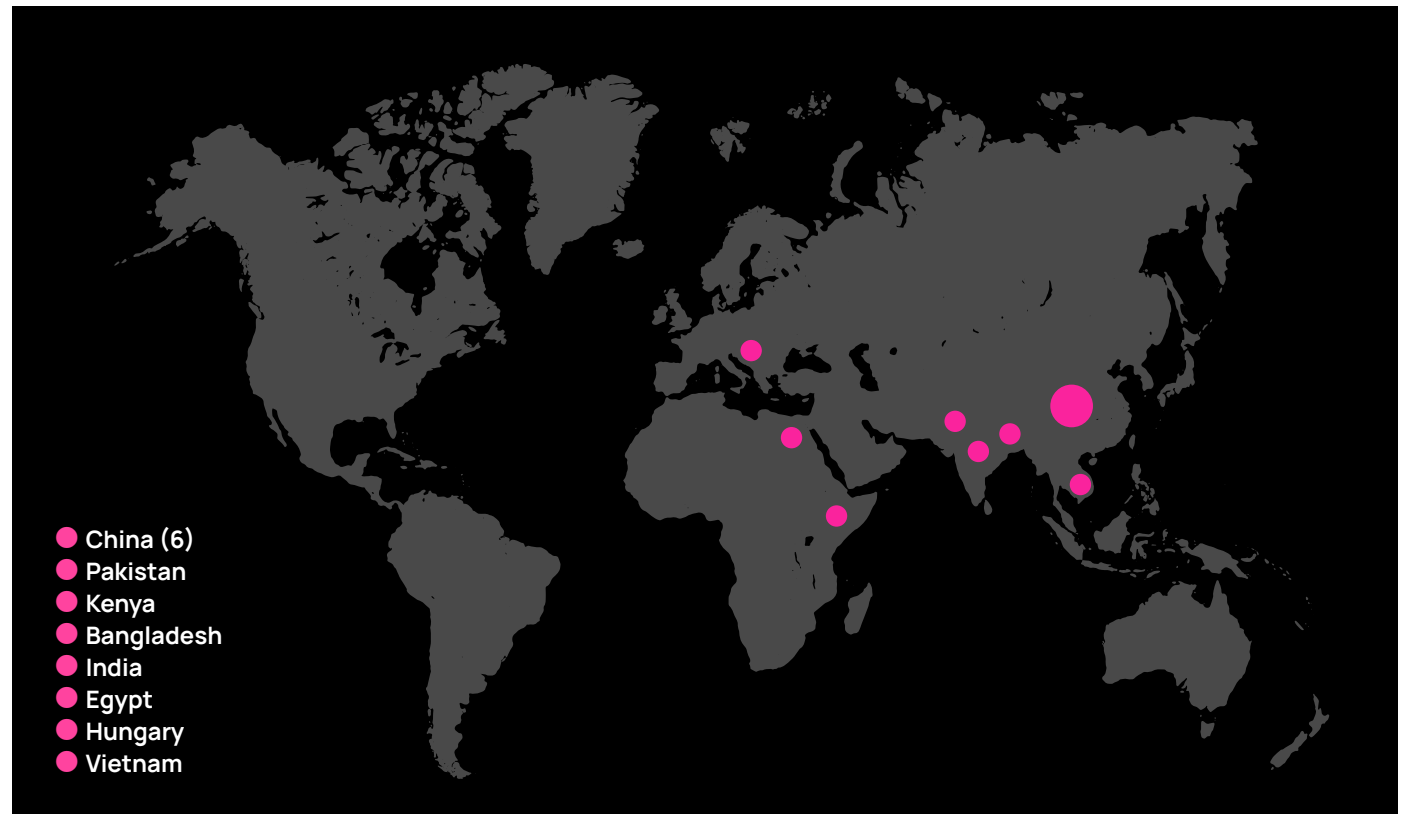 China (6)
Pakistan
Kenya
Bangladesh
India
Egypt
Hungary
Vietnam